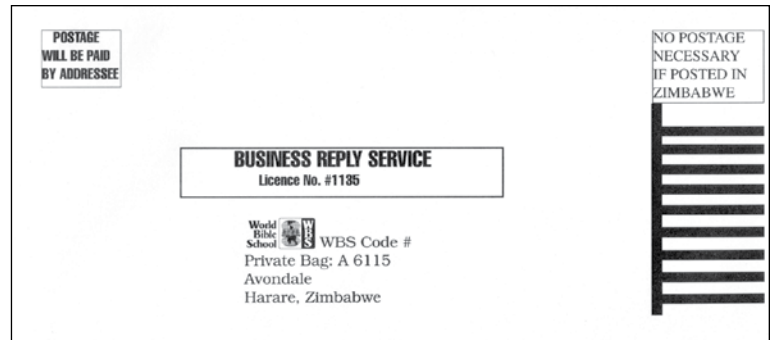 POSTAGE
WILL BE PAID
BY ADDRESSEE
NO POSTAGE
NECESSARY
IF POSTED IN
ZIMBABWE
BUSINESS REPLY SERVICE
Licence No. #1135
World
Bible
School
WBS
WBS Code #
Private Bag: A 6115
Avondale
Harare, Zimbabwe